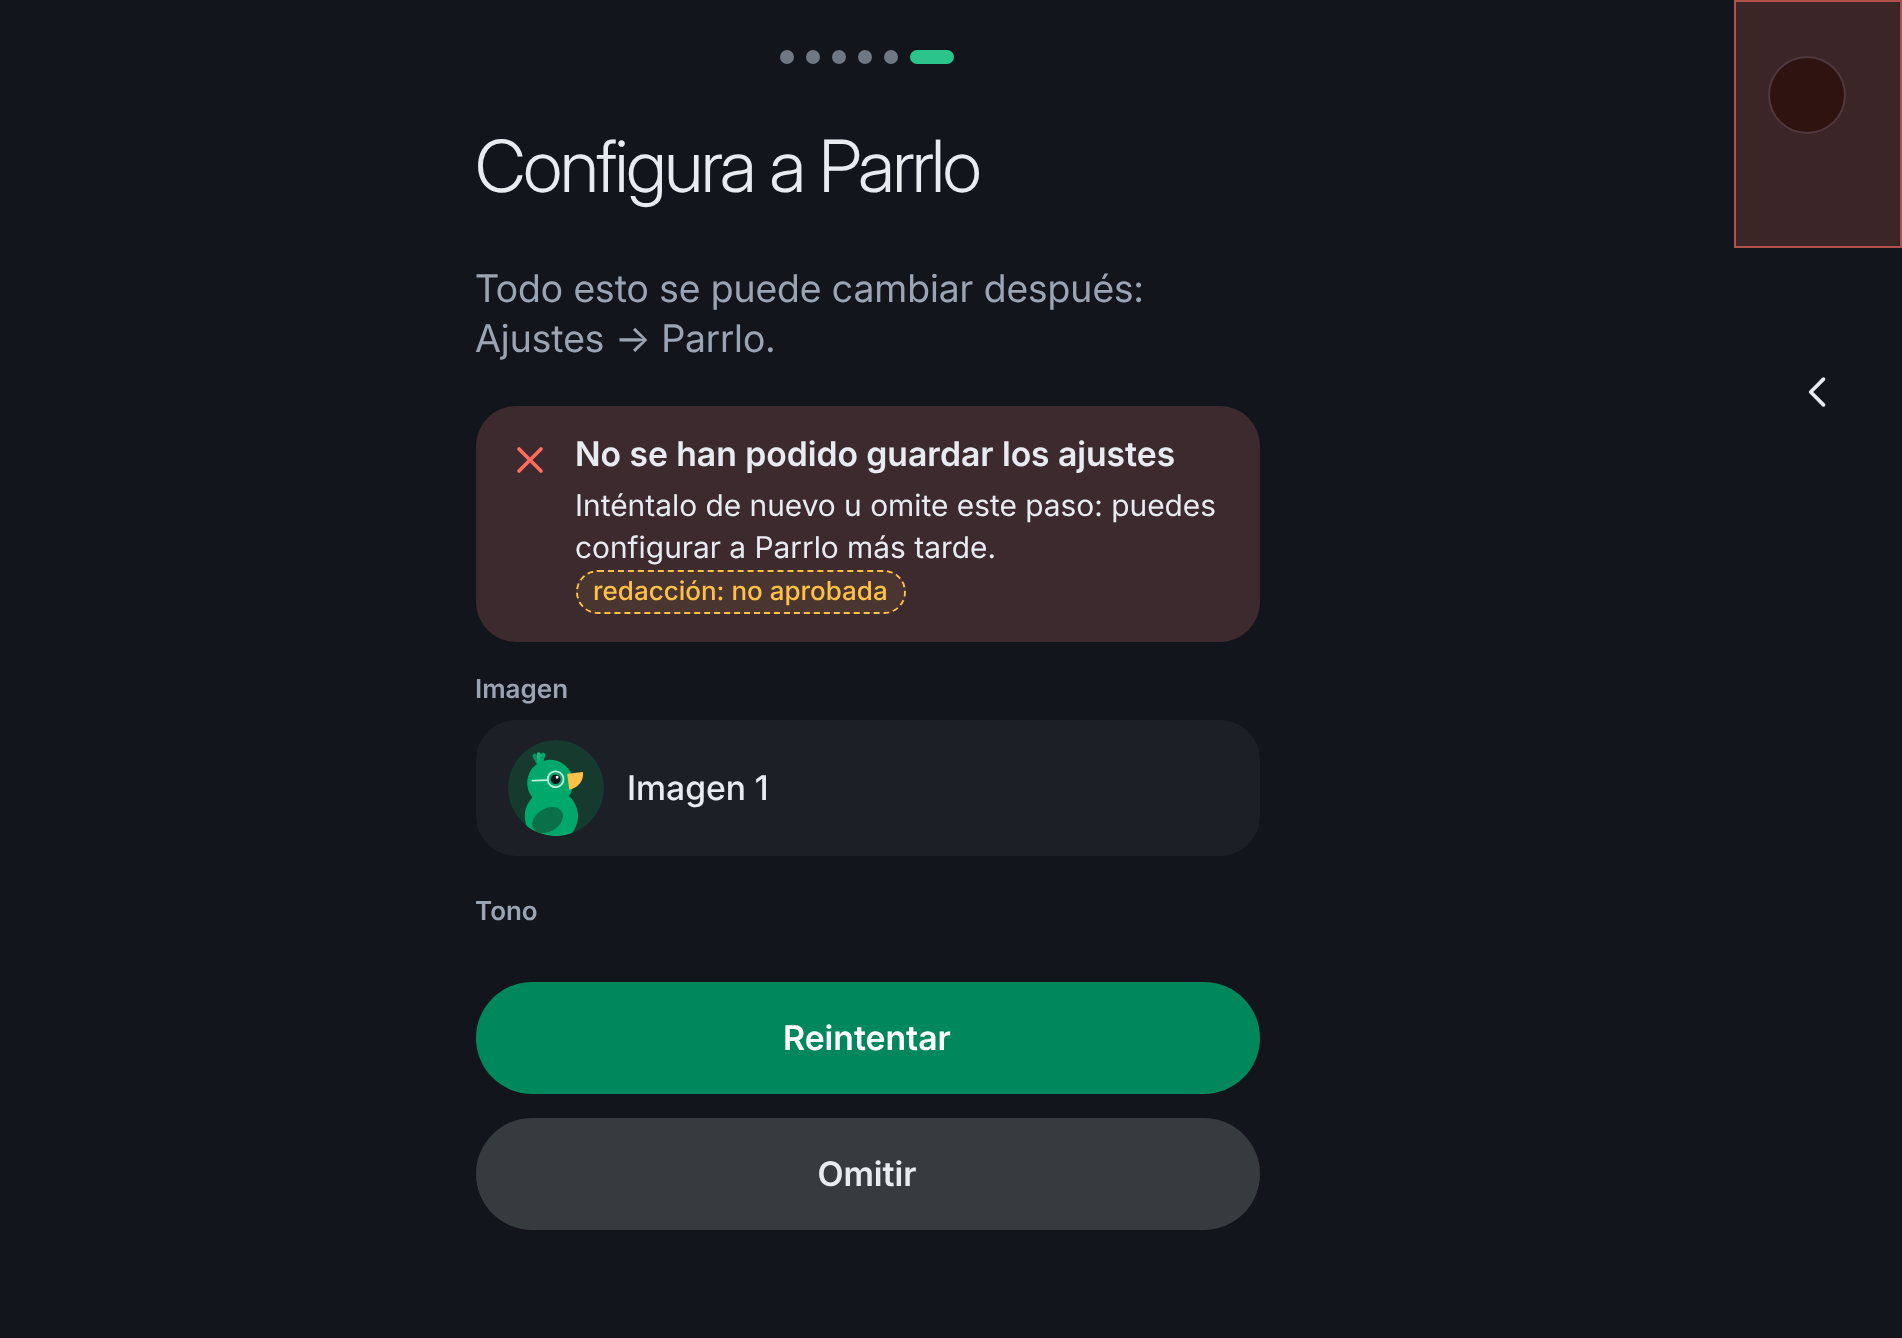 Configura a Parrlo
Todo esto se puede cambiar después:
Ajustes → Parrlo.
No se han podido guardar los ajustes
Inténtalo de nuevo u omite este paso: puedes
configurar a Parrlo más tarde.
redacción: no aprobada
Imagen
Imagen 1
Tono
Reintentar
Omitir